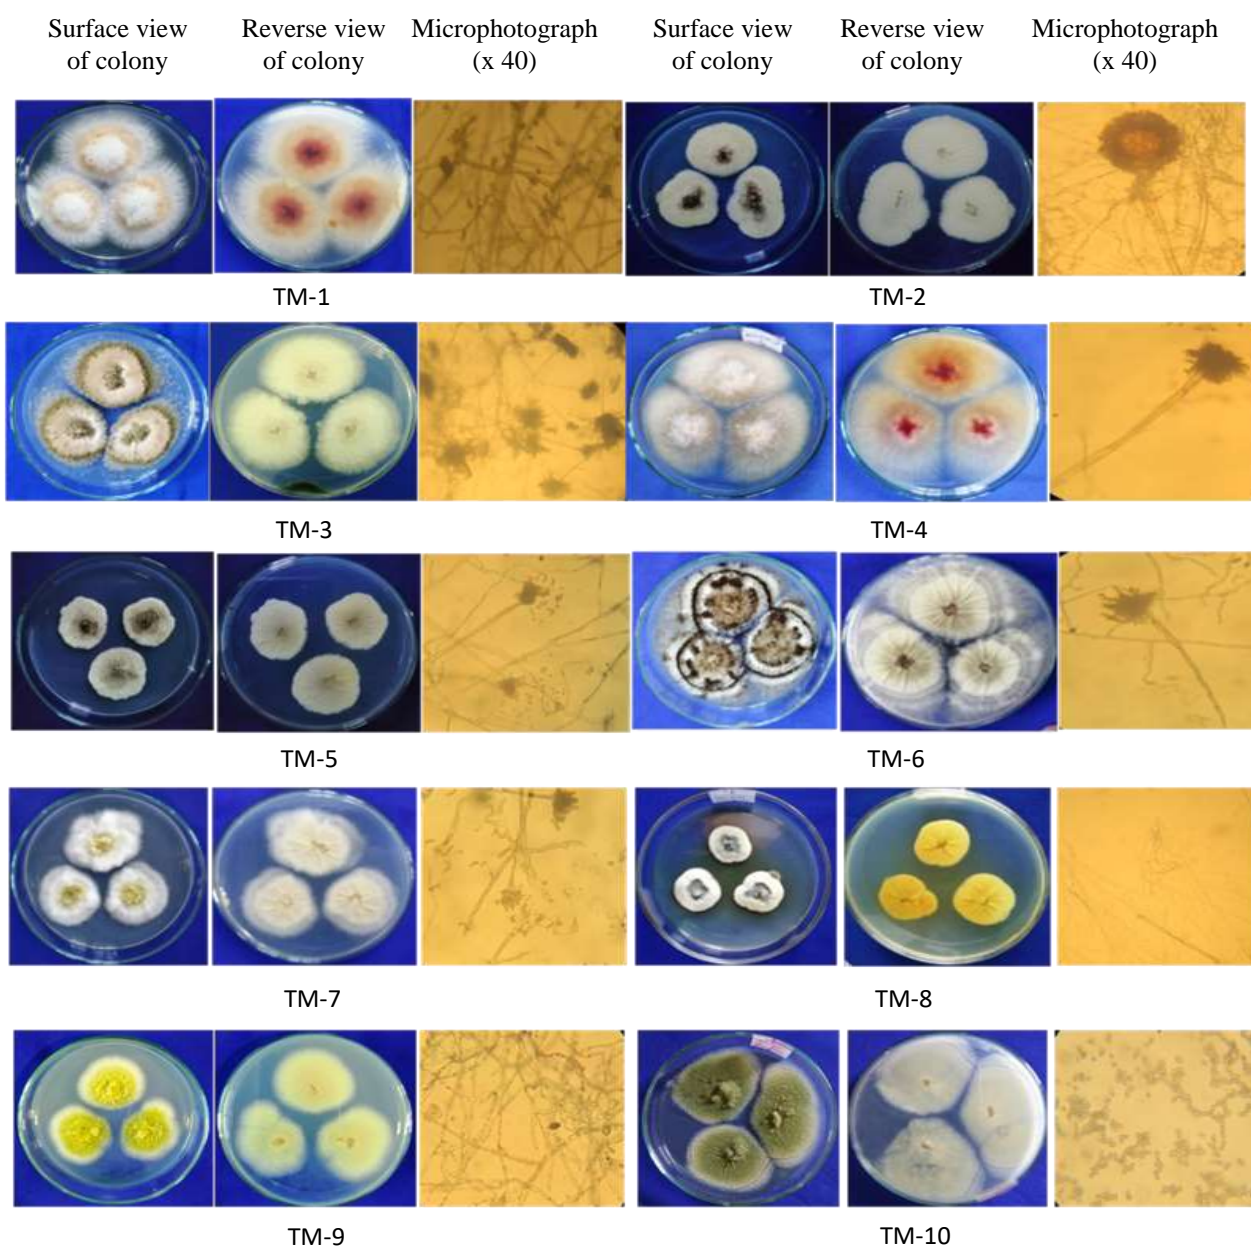 Surface view of colony
Reverse view of colony
Microphotograph (x 40)
Surface view of colony
Reverse view of colony
Microphotograph (x 40)
TM-1
TM-2
TM-3
TM-4
TM-5
TM-6
TM-7
TM-8
TM-9
TM-10